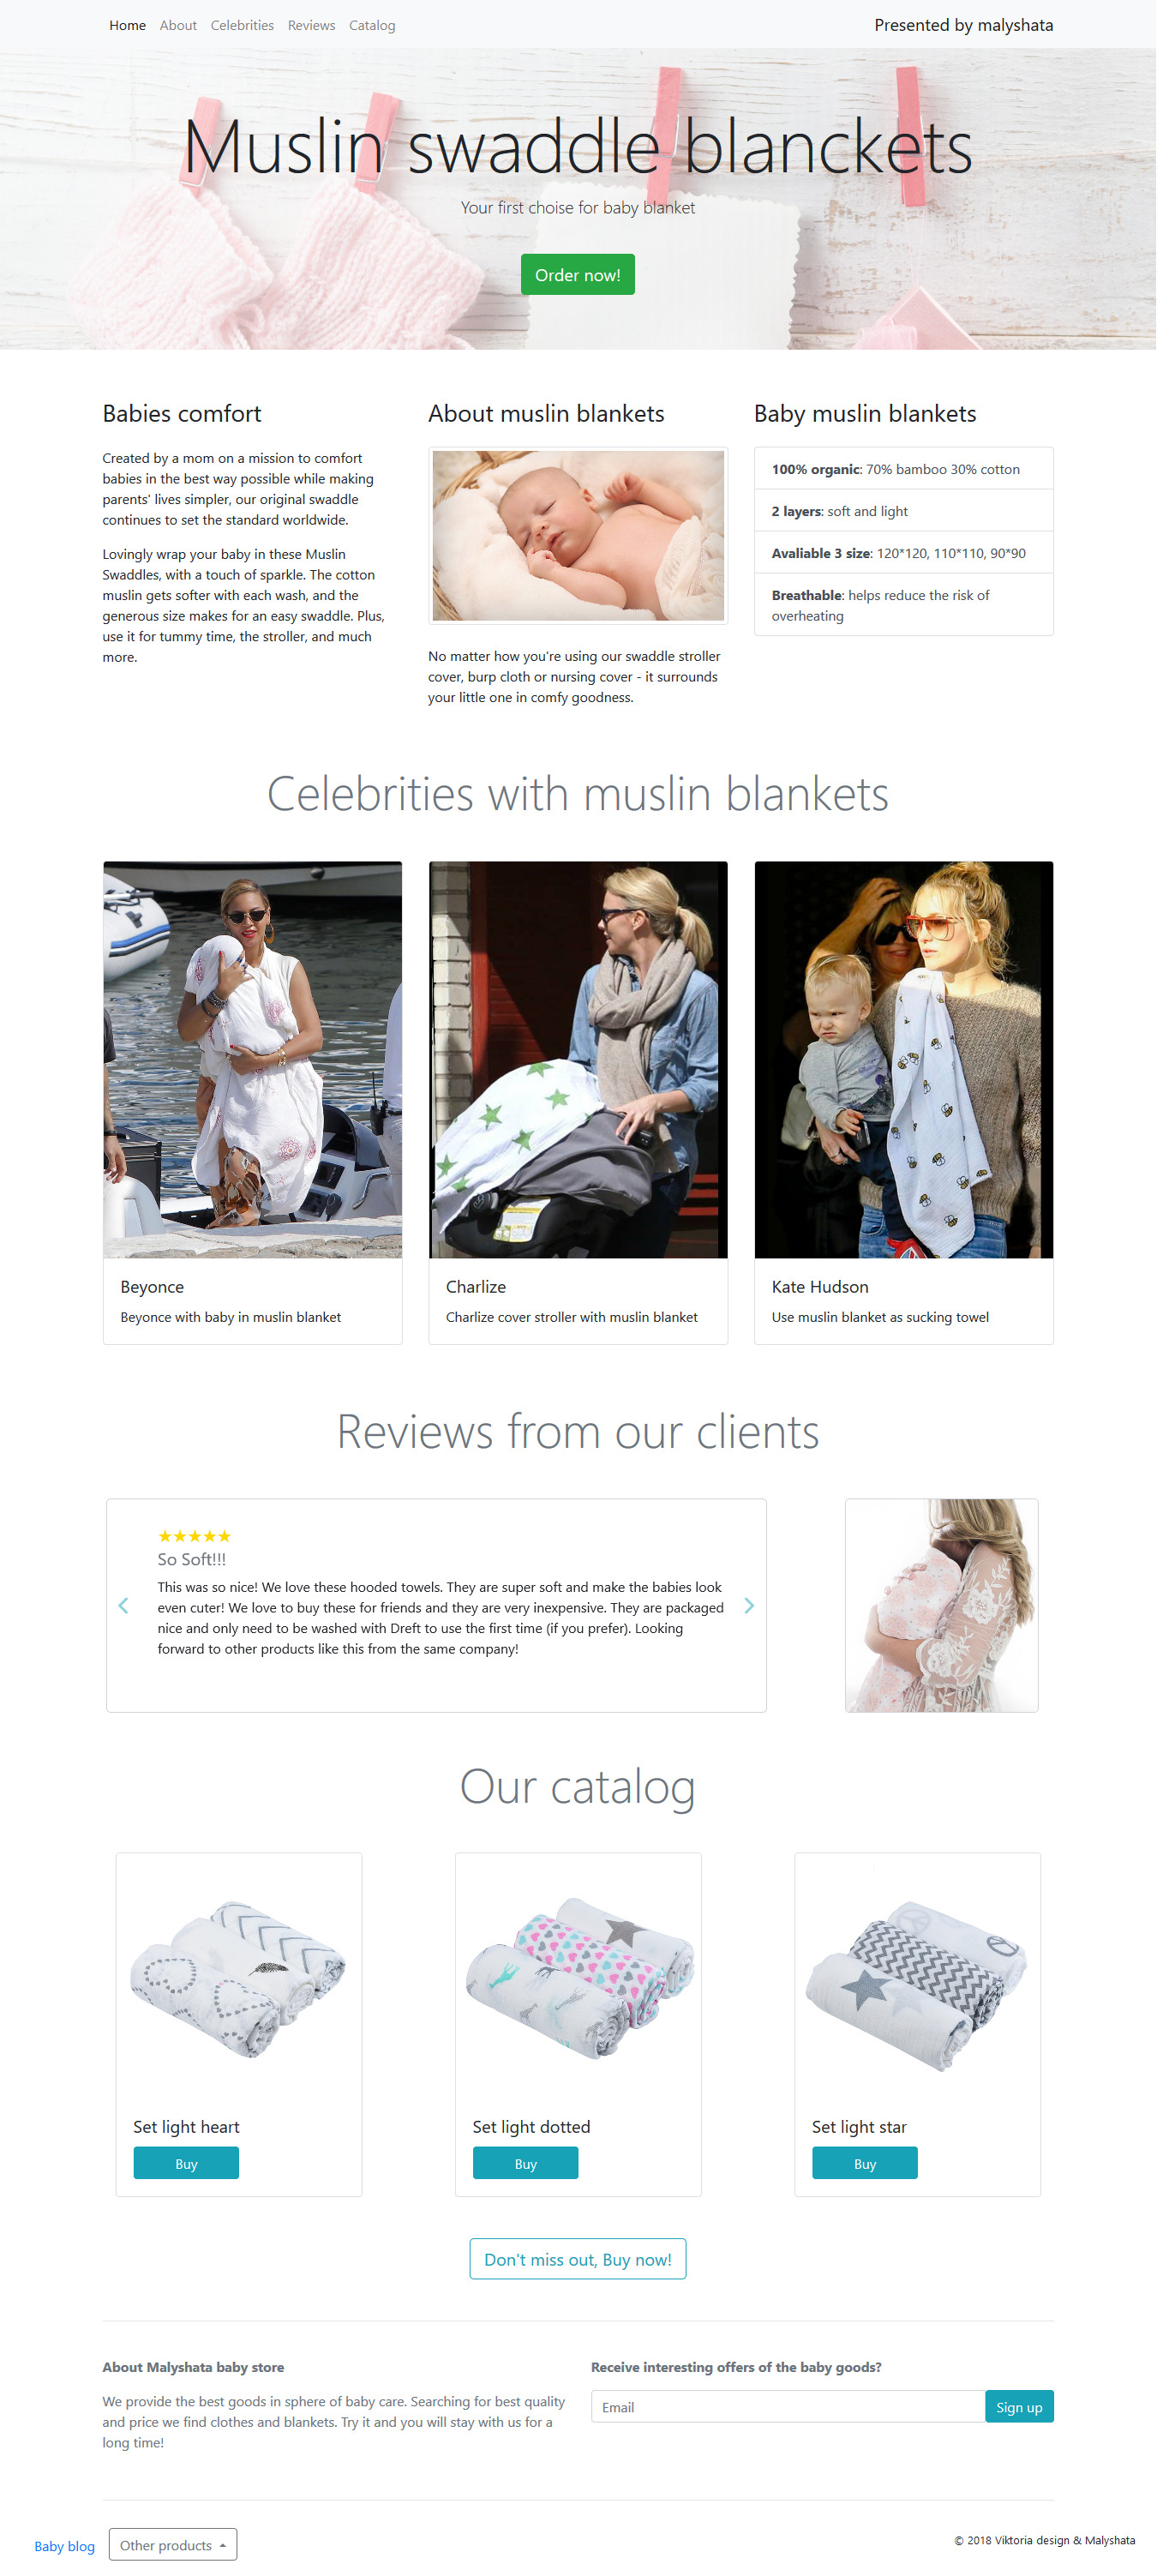 Home About Celebrities Reviews Catalog
Presented by malyshata
Muslin swaddle blanckets
Your first choise for baby blanket
Order now!
Babies comfort
Created by a mom on a mission to comfort
babies in the best way possible while making
parents' lives simpler, our original swaddle
continues to set the standard worldwide.
Lovingly wrap your baby in these Muslin
Swaddles, with a touch of sparkle. The cotton
muslin gets softer with each wash, and the
generous size makes for an easy swaddle. Plus,
use it for tummy time, the stroller, and much
more.
About muslin blankets
No matter how you're using our swaddle stroller
cover, burp cloth or nursing cover - it surrounds
your little one in comfy goodness.
Baby muslin blankets
100% organic: 70% bamboo 30% cotton
2 layers: soft and light
Avaliable 3 size: 120*120, 110*110, 90*90
Breathable: helps reduce the risk of
overheating
Celebrities with muslin blankets
Beyonce
Beyonce with baby in muslin blanket
Charlize
Charlize cover stroller with muslin blanket
Kate Hudson
Use muslin blanket as sucking towel
Reviews from our clients
★★★★★
So Soft!!!
This was so nice! We love these hooded towels. They are super soft and make the babies look
even cuter! We love to buy these for friends and they are very inexpensive. They are packaged
nice and only need to be washed with Dreft to use the first time (if you prefer). Looking
forward to other products like this from the same company!
Our catalog
Set light heart
Buy
Set light dotted
Buy
Set light star
Buy
Don't miss out, Buy now!
About Malyshata baby store
We provide the best goods in sphere of baby care. Searching for best quality
and price we find clothes and blankets. Try it and you will stay with us for a
long time!
Receive interesting offers of the baby goods?
Email
Sign up
Baby blog
Other products
© 2018 Viktoria design & Malyshata